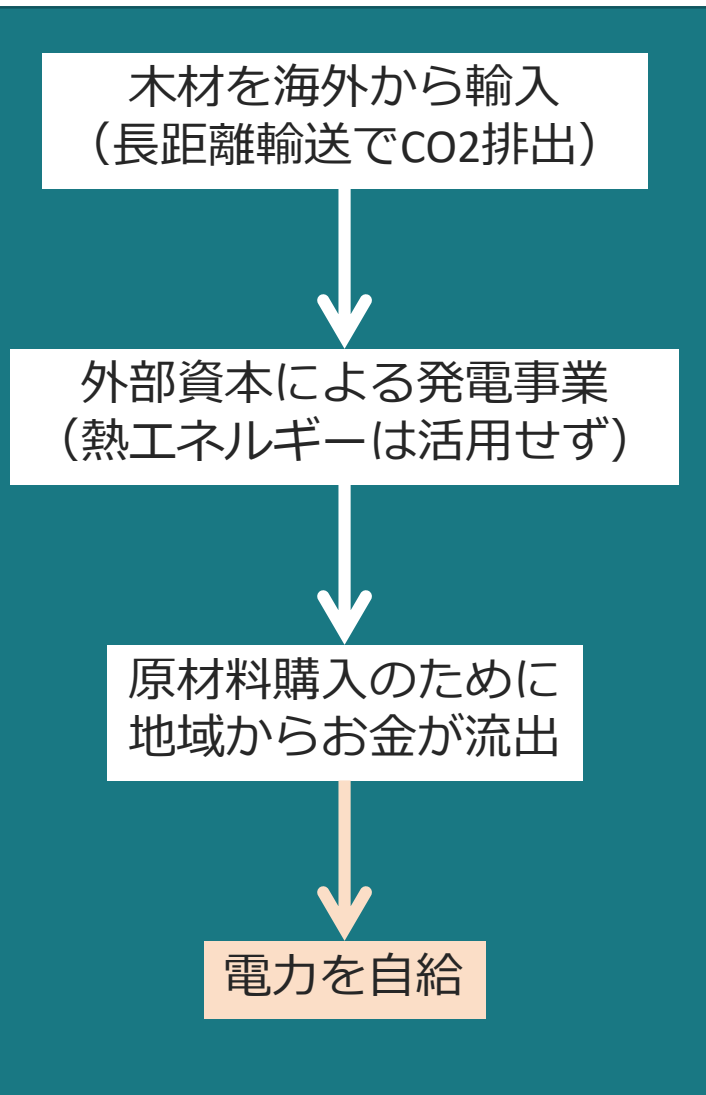 木材を海外から輸入
（長距離輸送でCO2排出）
外部資本による発電事業
（熱エネルギーは活用せず）
原材料購入のために
地域からお金が流出
電力を自給